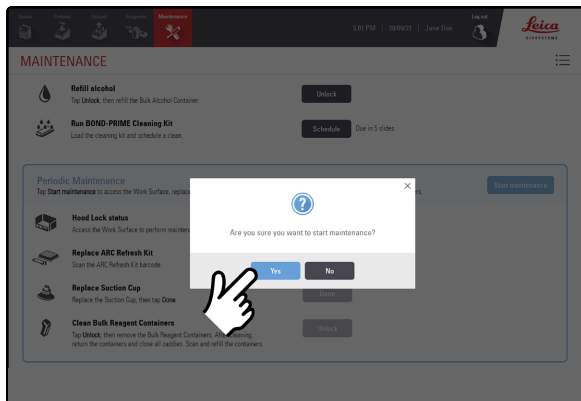 Status Preload Unload Reagents Maintenance
5:01 PM | 28/09/21 | Jane Doe
Log out
Leica
BIOSYSTEMS
MAINTENANCE
Refill alcohol
Tap Unlock, then refill the Bulk Alcohol Container.
Unlock
Run BOND-PRIME Cleaning Kit
Load the cleaning kit and schedule a clean.
Schedule Due in 5 slides
Periodic Maintenance
Tap Start maintenance to access the Work Surface, replac
Start maintenance
Are you sure you want to start maintenance?
Yes No
Hood Lock status
Access the Work Surface to perform mainten
Replace ARC Refresh Kit
Scan the ARC Refresh Kit barcode.
Replace Suction Cup
Replace the Suction Cup, then tap Done
Done
Clean Bulk Reagent Containers
Tap Unlock, then remove the Bulk Reagent Containers. After cleaning,
return the containers and close all caddies. Scan and refill the containers.
Unlock